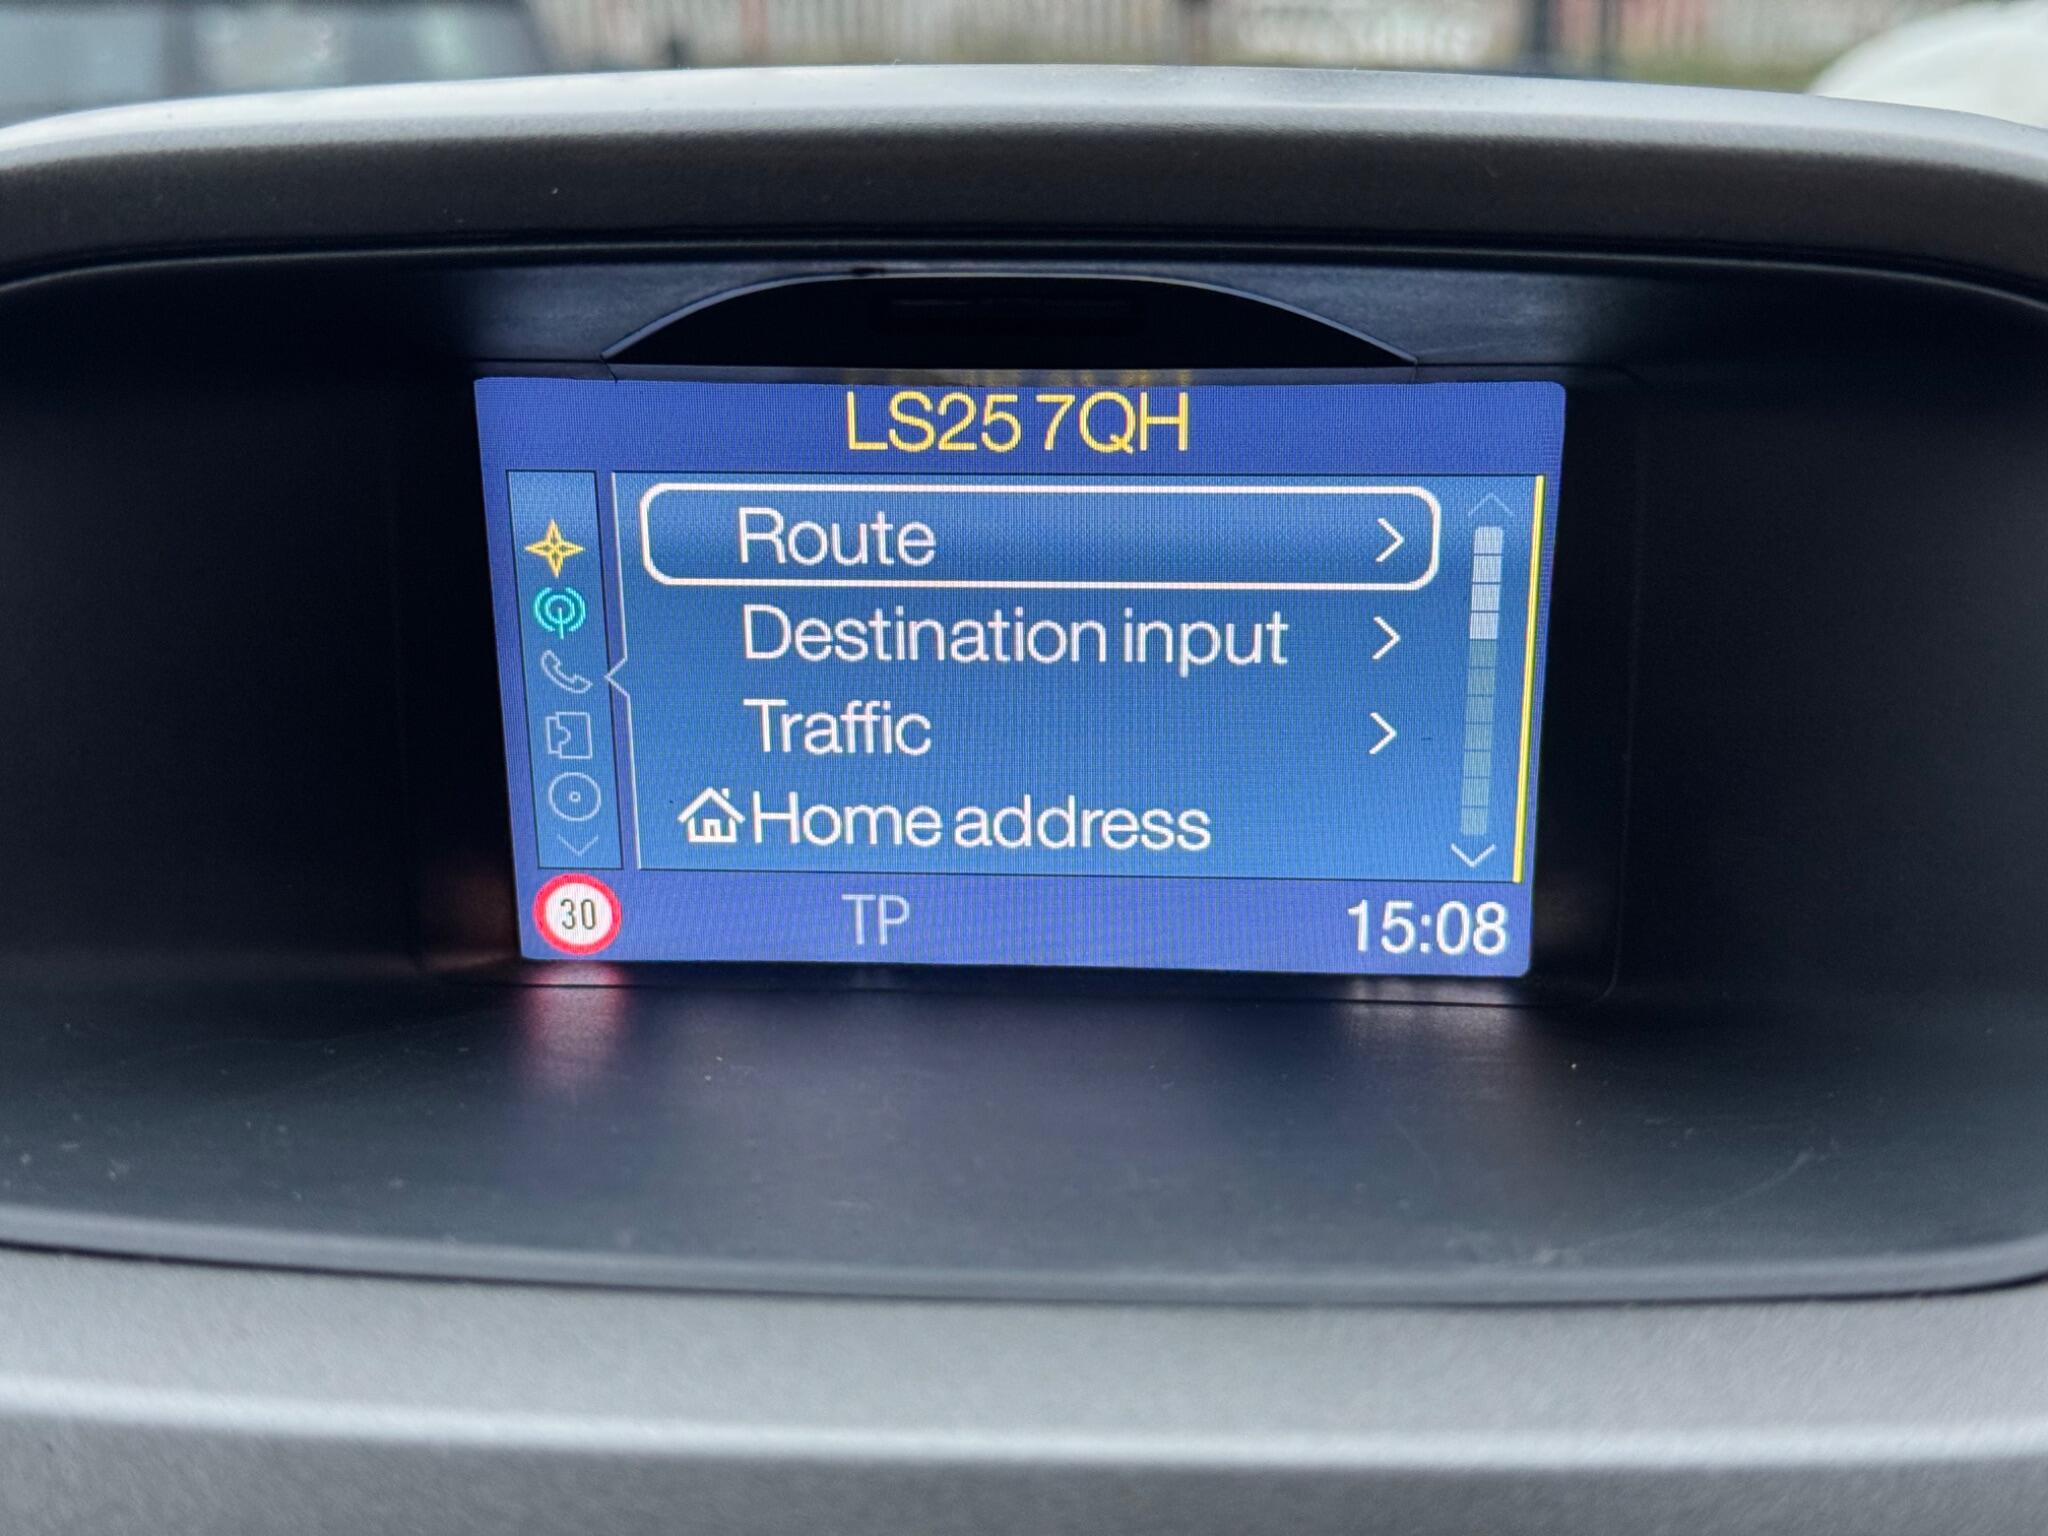 LS25 7QH
Route
Destination input
Traffic
Home address
30
TP
15:08